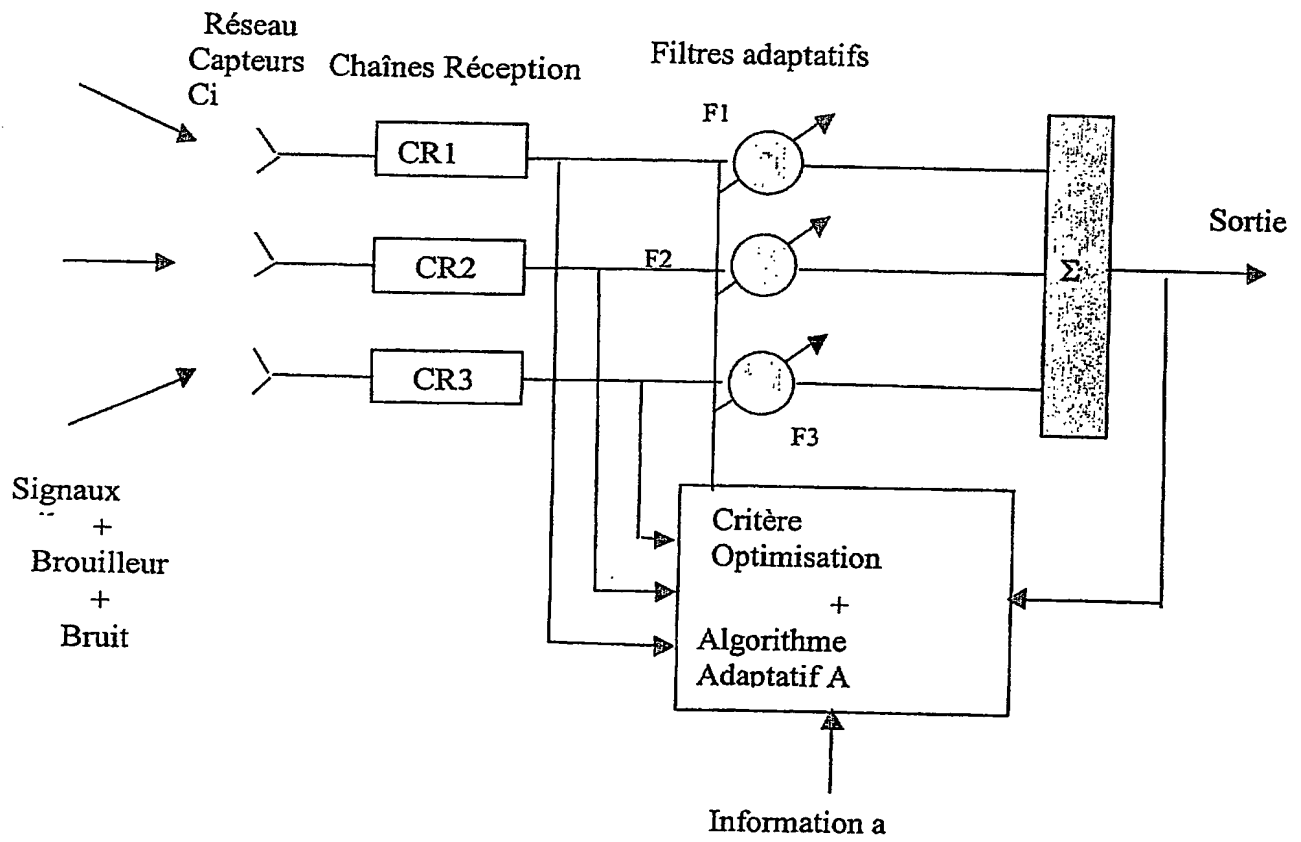 Réseau
Capteurs
Ci
Chaînes Réception
Filtres adaptatifs
F1
CR1
Sortie
CR2
F2
Σ
CR3
F3
Signaux
+
Brouilleur
+
Bruit
Critère
Optimisation
+
Algorithme
Adaptatif A
Information a